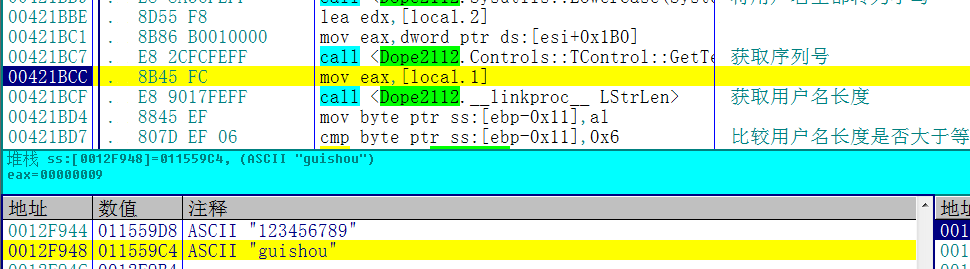 00421BBE . 8D55 F8 lea edx,[local.2]
00421BC1 . 8B86 B0010000 mov eax,dword ptr ds:[esi+0x1B0]
00421BC7 . E8 2CFCFEFF call <Dope2112.Controls::TControl::GetTe 获取序列号
00421BCC . 8B45 FC mov eax,[local.1]
00421BCF . E8 9017FEFF call <Dope2112.__linkproc__ LStrLen> 获取用户名长度
00421BD4 . 8845 EF mov byte ptr ss:[ebp-0x11],al
00421BD7 . 807D EF 06 cmp byte ptr ss:[ebp-0x11],0x6 比较用户名长度是否大于等
堆栈 ss:[0012F948]=011559C4, (ASCII "guishou")
eax=00000009
地址 数值 注释 地址
0012F944 011559D8 ASCII "123456789"
0012F948 011559C4 ASCII "guishou"